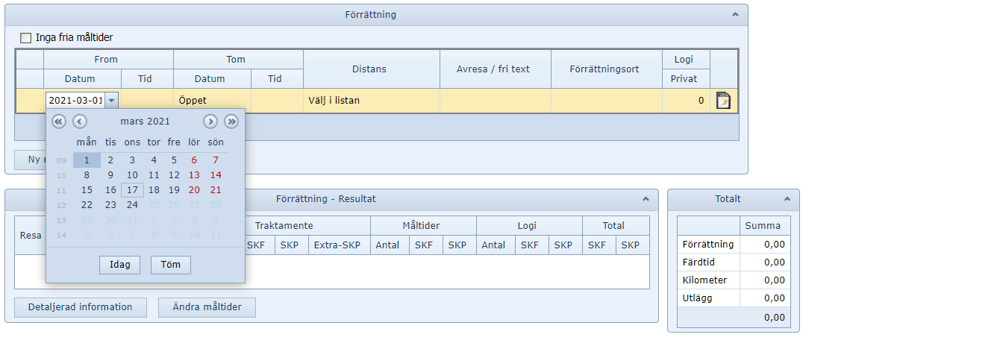 Förrättning
Inga fria måltider
From Tom Distans Avresa / fri text Förrättningsort Logi
Datum Tid Datum Tid Privat
2021-03-01 Öppet Välj i listan 0
mars 2021
mån tis ons tor fre lör sön
09 1 2 3 4 5 6 7
10 8 9 10 11 12 13 14
11 15 16 17 18 19 20 21
12 22 23 24 25 26 27 28
13 29 30 31 1 2 3 4
14 5 6 7 8 9 10 11
Idag Töm
Ny
Förrättning - Resultat
Resa Traktamente Måltider Logi Total
SKF SKP Extra-SKP Antal SKF SKP Antal SKF SKP SKF SKP
Detaljerad information Ändra måltider
Totalt
Summa
Förrättning 0,00
Färdtid 0,00
Kilometer 0,00
Utlägg 0,00
0,00